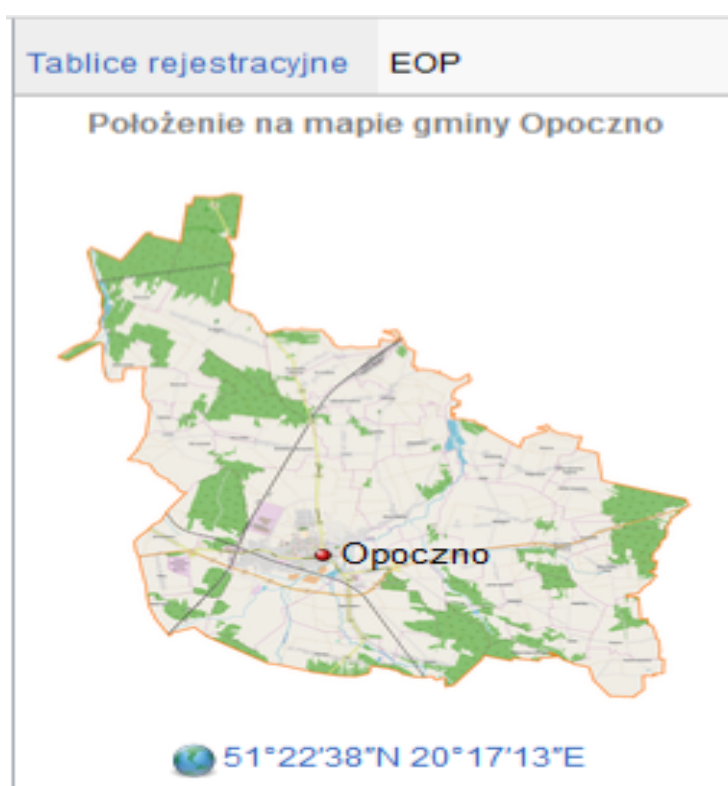 Tablice rejestracyjne EOP
Położenie na mapie gminy Opoczno
Opoczno
51°22′38″N 20°17′13″E